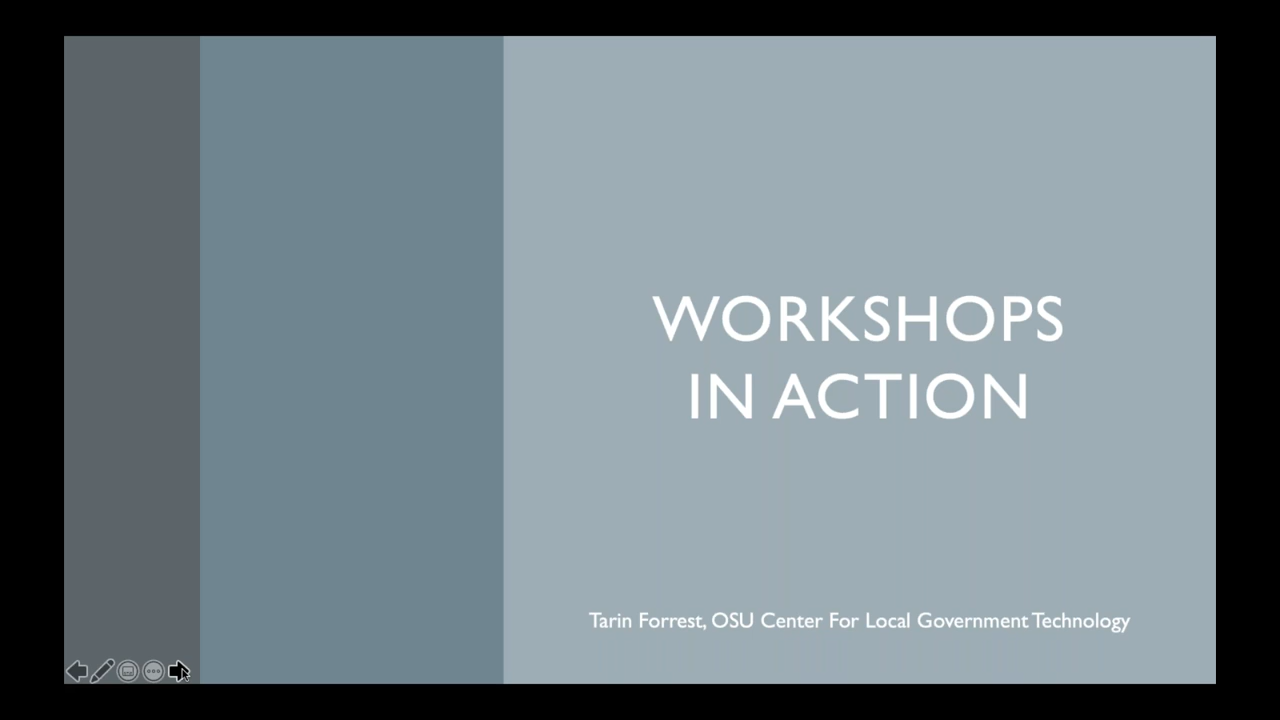 WORKSHOPS
IN ACTION
Tarin Forrest, OSU Center For Local Government Technology